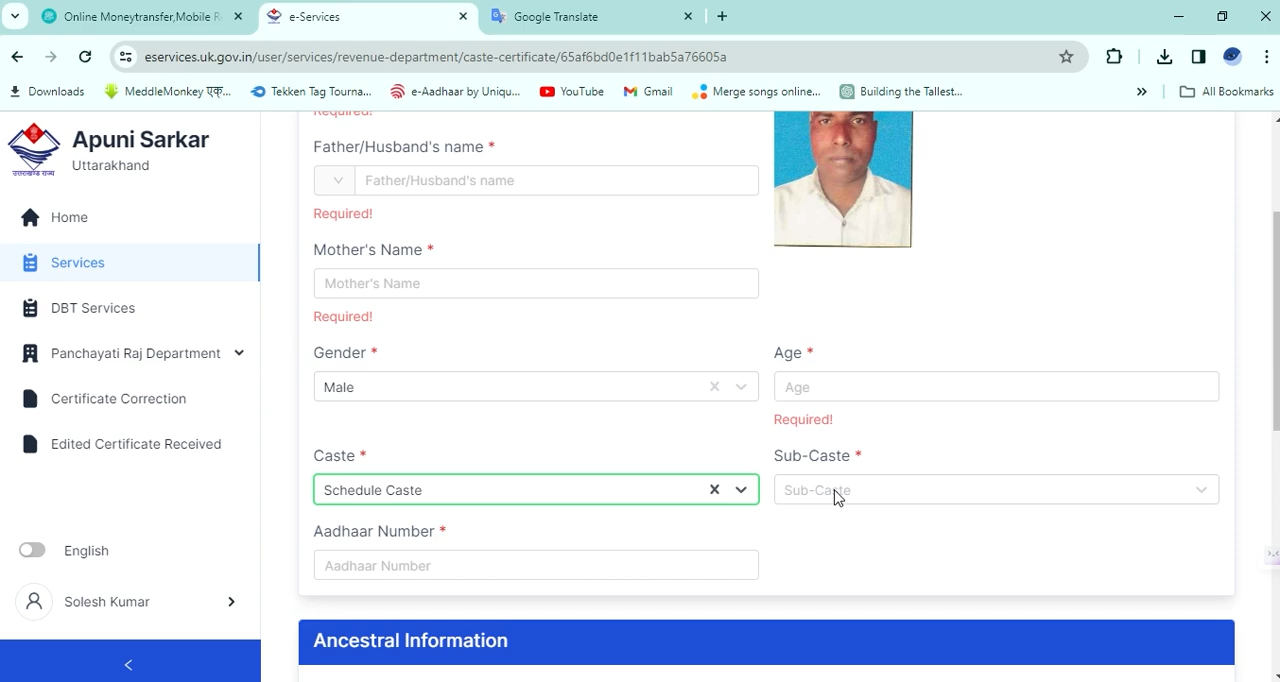 Online Moneytransfer,Mobile R
e-Services
Google Translate
eservices.uk.gov.in/user/services/revenue-department/caste-certificate/65af6bd0e1f11bab5a76605a
Downloads
MeddleMonkey एक्...
Tekken Tag Tourna...
e-Aadhaar by Uniqu...
YouTube
Gmail
Merge songs online...
Building the Tallest...
»
All Bookmarks
Apuni Sarkar
Uttarakhand
उत्तराखण्ड राज्य
Home
Services
DBT Services
Panchayati Raj Department
Certificate Correction
Edited Certificate Received
English
Solesh Kumar
Required!
Father/Husband's name *
Father/Husband's name
Required!
Mother's Name *
Mother's Name
Required!
Gender *
Male
Age *
Age
Required!
Caste *
Schedule Caste
Sub-Caste *
Sub-Caste
Aadhaar Number *
Aadhaar Number
Ancestral Information